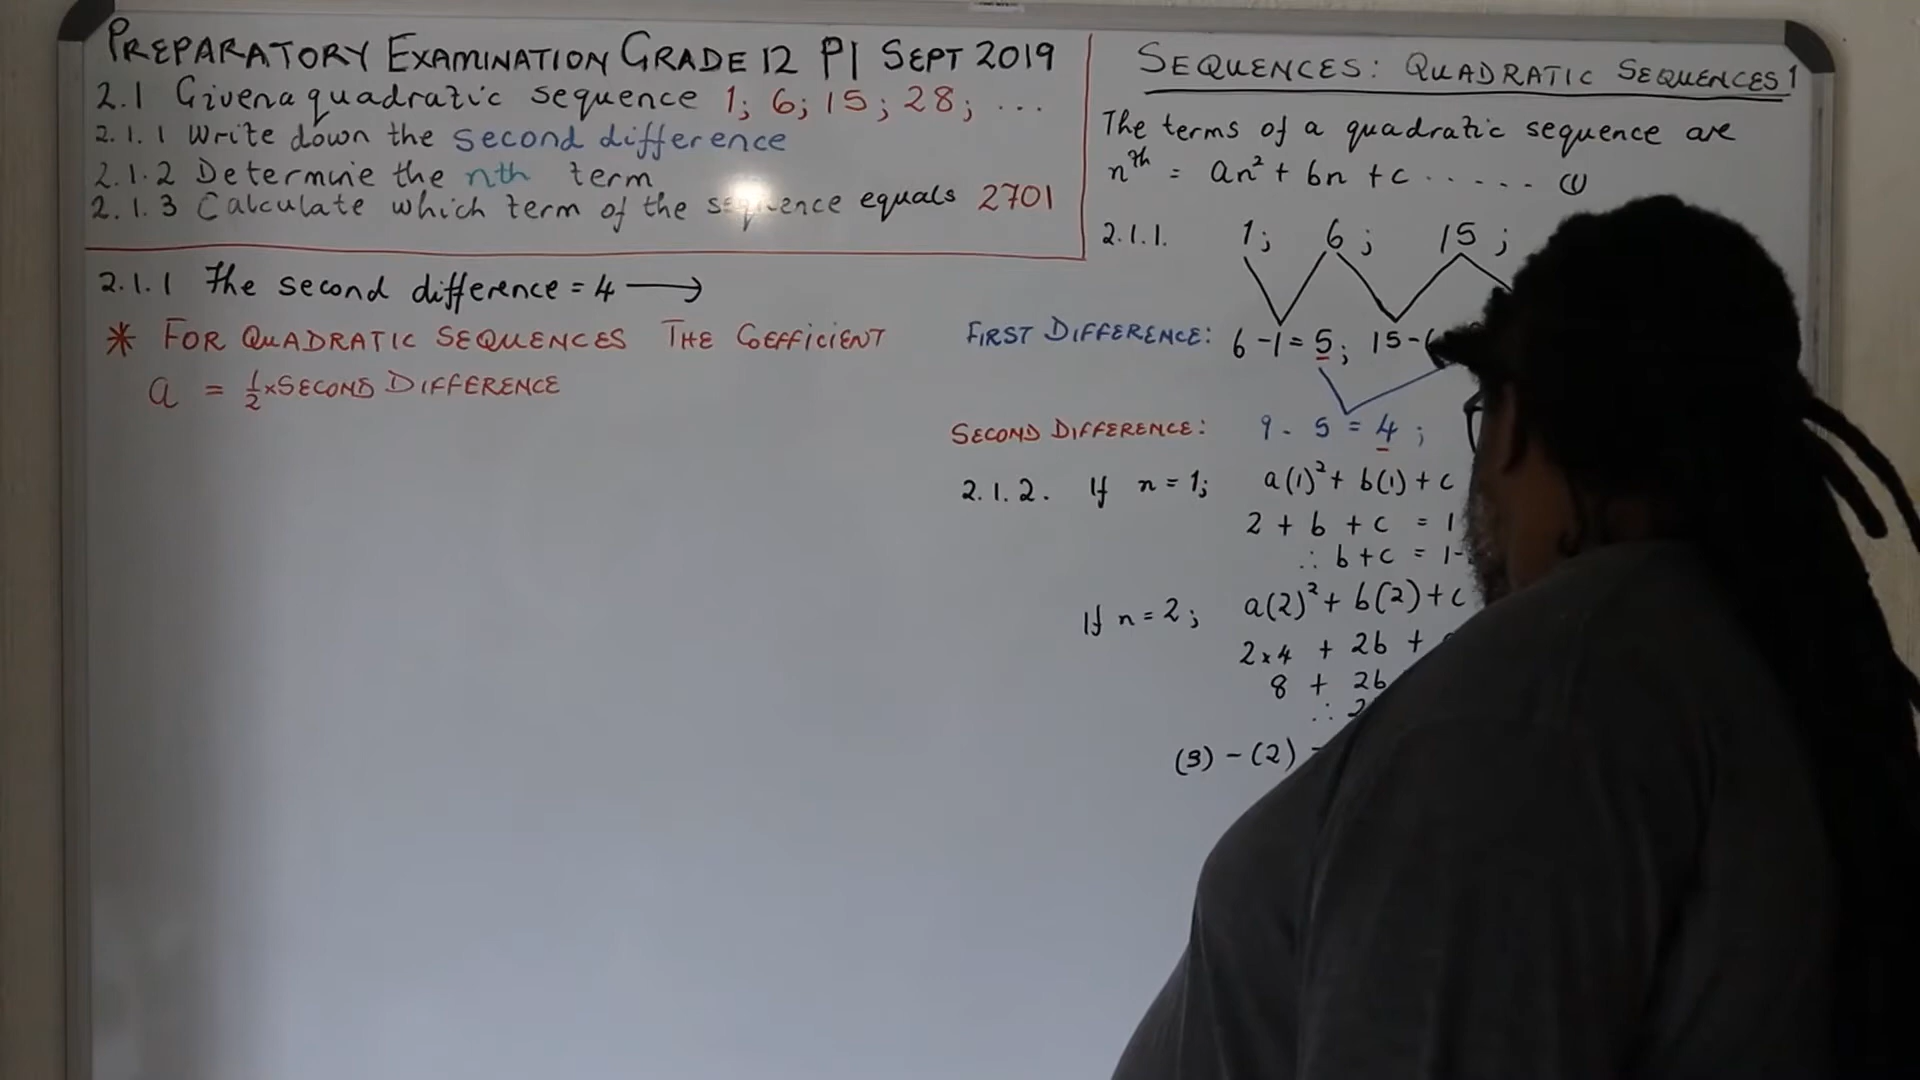 PREPARATORY EXAMINATION GRADE 12 P1 SEPT 2019
2.1 Given a quadratic sequence 1; 6; 15; 28; ...
2.1.1 Write down the second difference
2.1.2 Determine the nth term
2.1.3 Calculate which term of the sequence equals 2701
2.1.1 The second difference = 4 →
* FOR QUADRATIC SEQUENCES THE COEFFICIENT
a = 1/2 × SECOND DIFFERENCE
SEQUENCES: QUADRATIC SEQUENCES 1
The terms of a quadratic sequence are
nth = an² + bn + c ..... (1)
2.1.1. 1; 6; 15;
FIRST DIFFERENCE: 6-1=5; 15-
SECOND DIFFERENCE: 9-5=4;
2.1.2. If n=1; a(1)² + b(1) + c
2 + b + c = 1
∴ b + c = 1-
If n=2; a(2)² + b(2) + c
2×4 + 2b +
8 + 2b
∴ 2
(3) - (2)